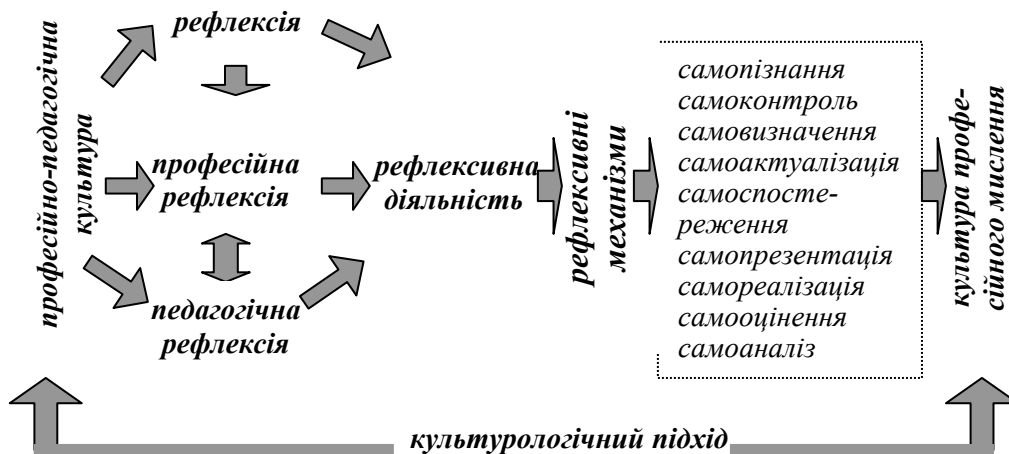 професійно-педагогічна
культура
рефлексія
професійна
рефлексія
педагогічна
рефлексія
рефлексивна
діяльність
рефлексивні
механізми
самопізнання
самоконтроль
самовизначення
самоактуалізація
самоспосте-
реження
самопрезентація
самореалізація
самооцінення
самоаналіз
культура профе-
сійного мислення
культурологічний підхід